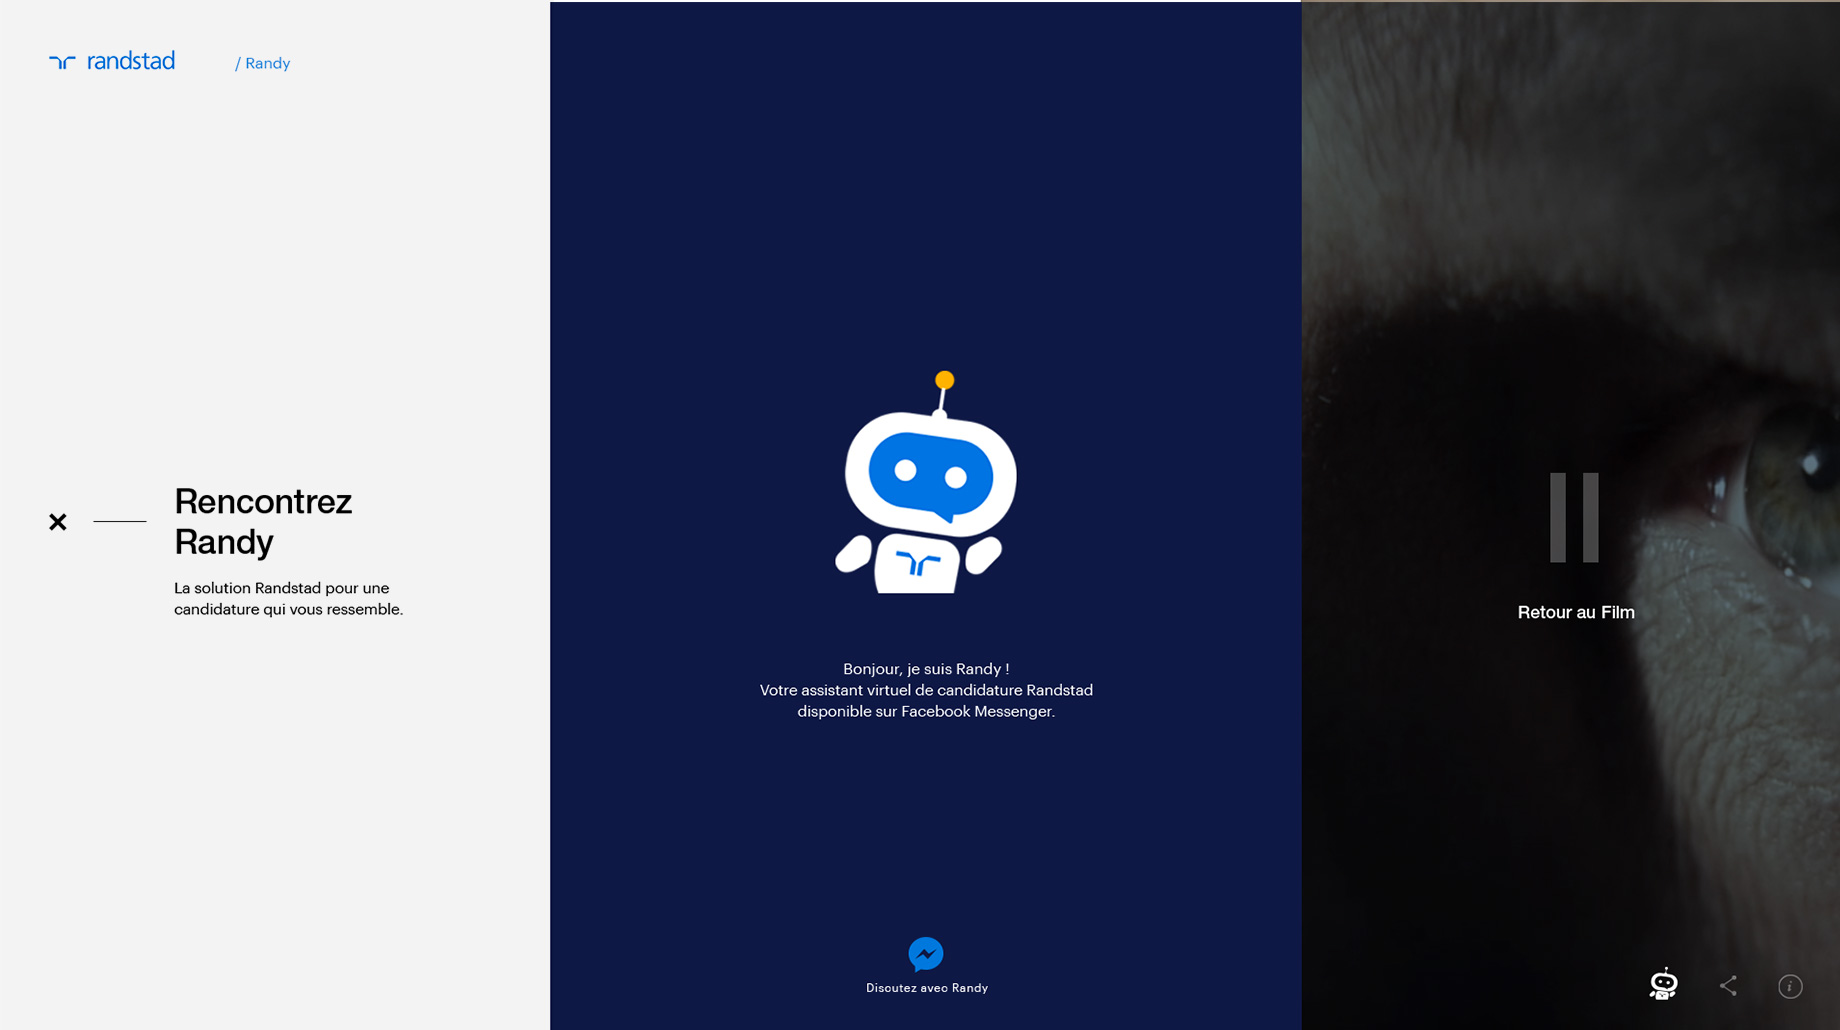 randstad
/ Randy
Rencontrez
Randy
La solution Randstad pour une
candidature qui vous ressemble.
Bonjour, je suis Randy !
Votre assistant virtuel de candidature Randstad
disponible sur Facebook Messenger.
Discutez avec Randy
Retour au Film